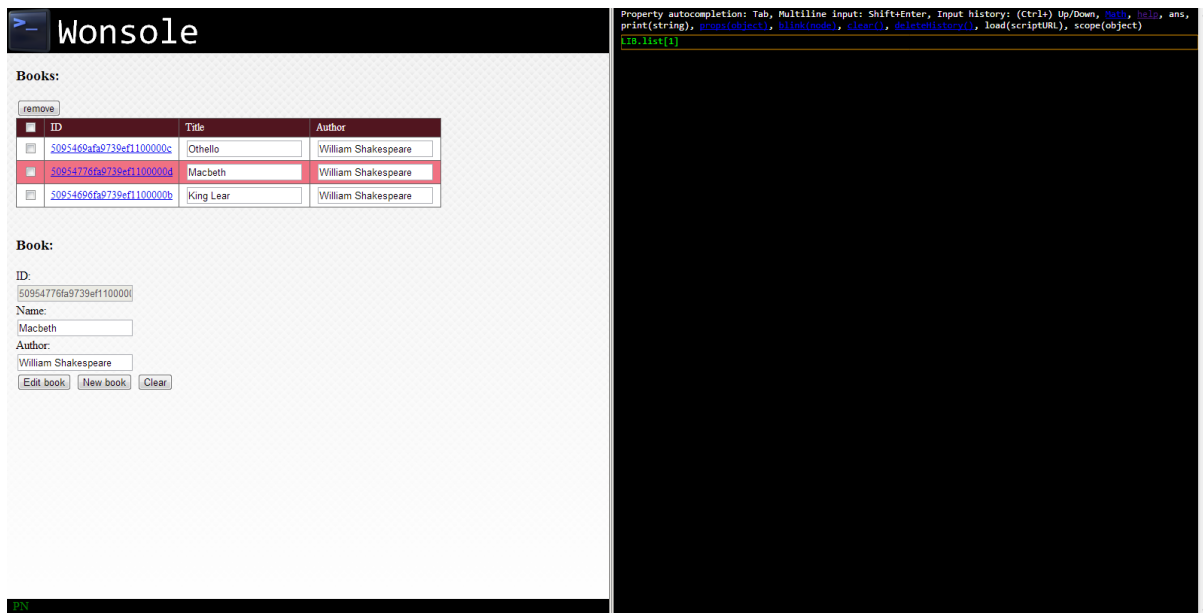 >_ Wonsole
Books:
remove
ID Title Author
5095469afa9739ef1100000c Othello William Shakespeare
50954776fa9739ef1100000d Macbeth William Shakespeare
50954696fa9739ef1100000b King Lear William Shakespeare
Book:
ID:
50954776fa9739ef110000(
Name:
Macbeth
Author:
William Shakespeare
Edit book New book Clear
PN
Property autocompletion: Tab, Multiline input: Shift+Enter, Input history: (Ctrl+) Up/Down, math, help, ans,
print(string), props(object), blink(mode), clear(), deleteHistory(), load(scriptURL), scope(object)
LIB.list[1]